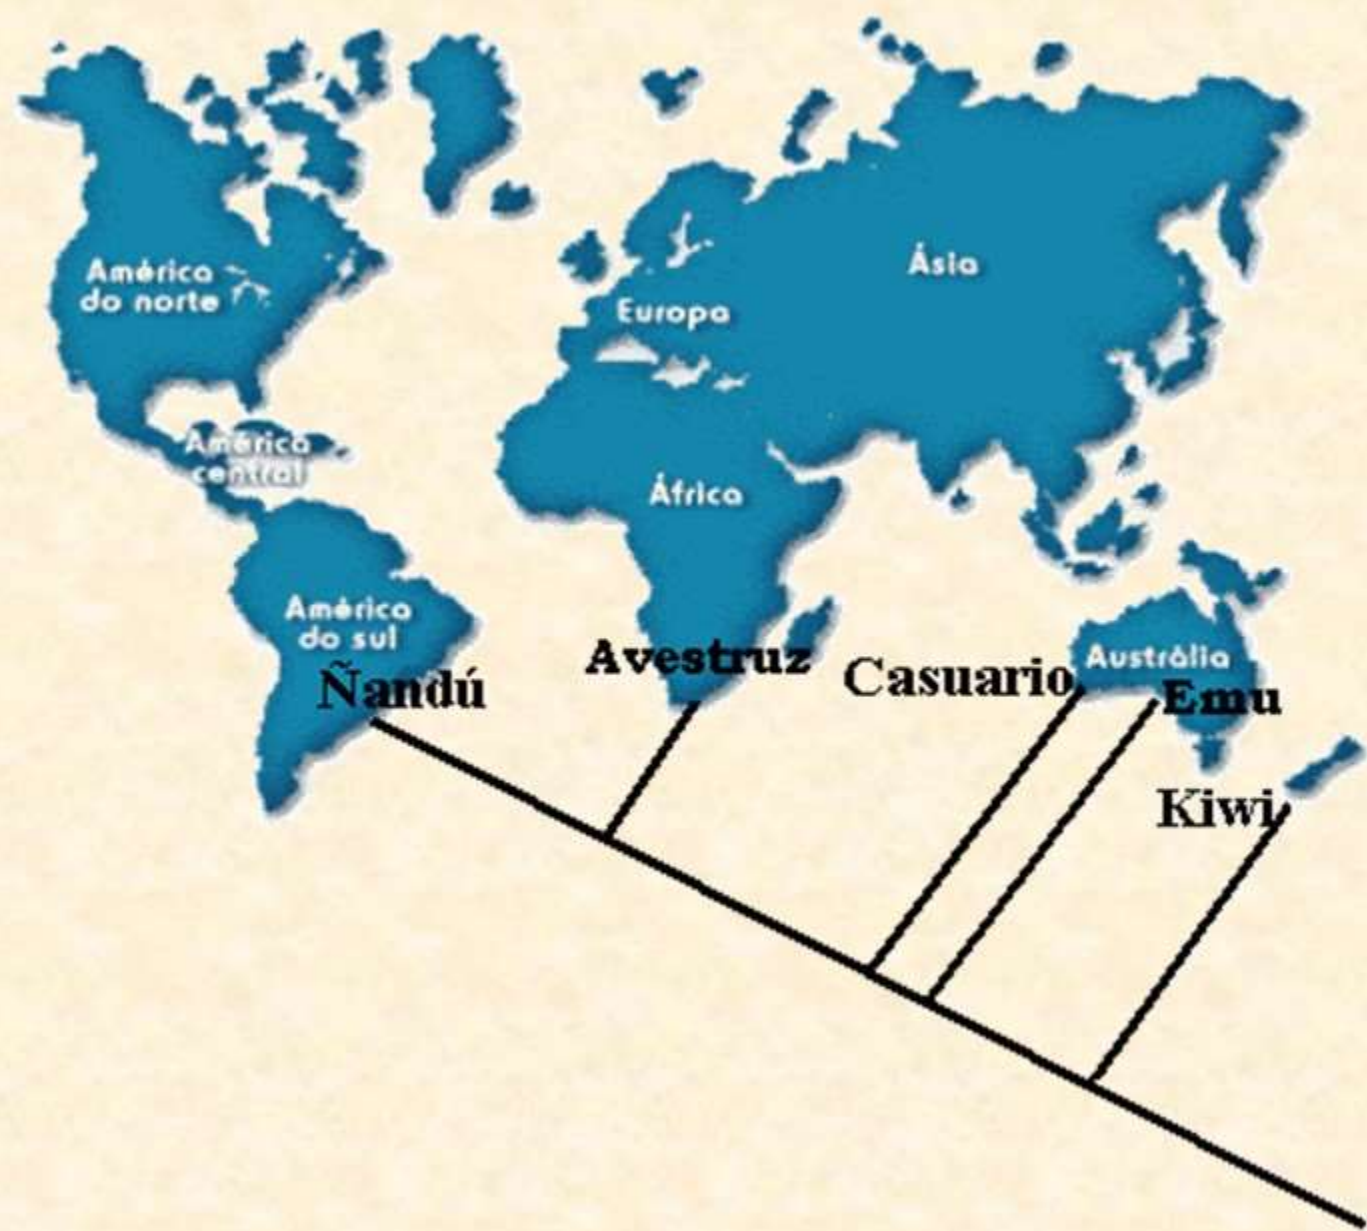 Ásia
América
do norte
Europa
América
central
África
América
do sul
Ñandú
Avestruz
Casuario
Austrália
Emu
Kiwi